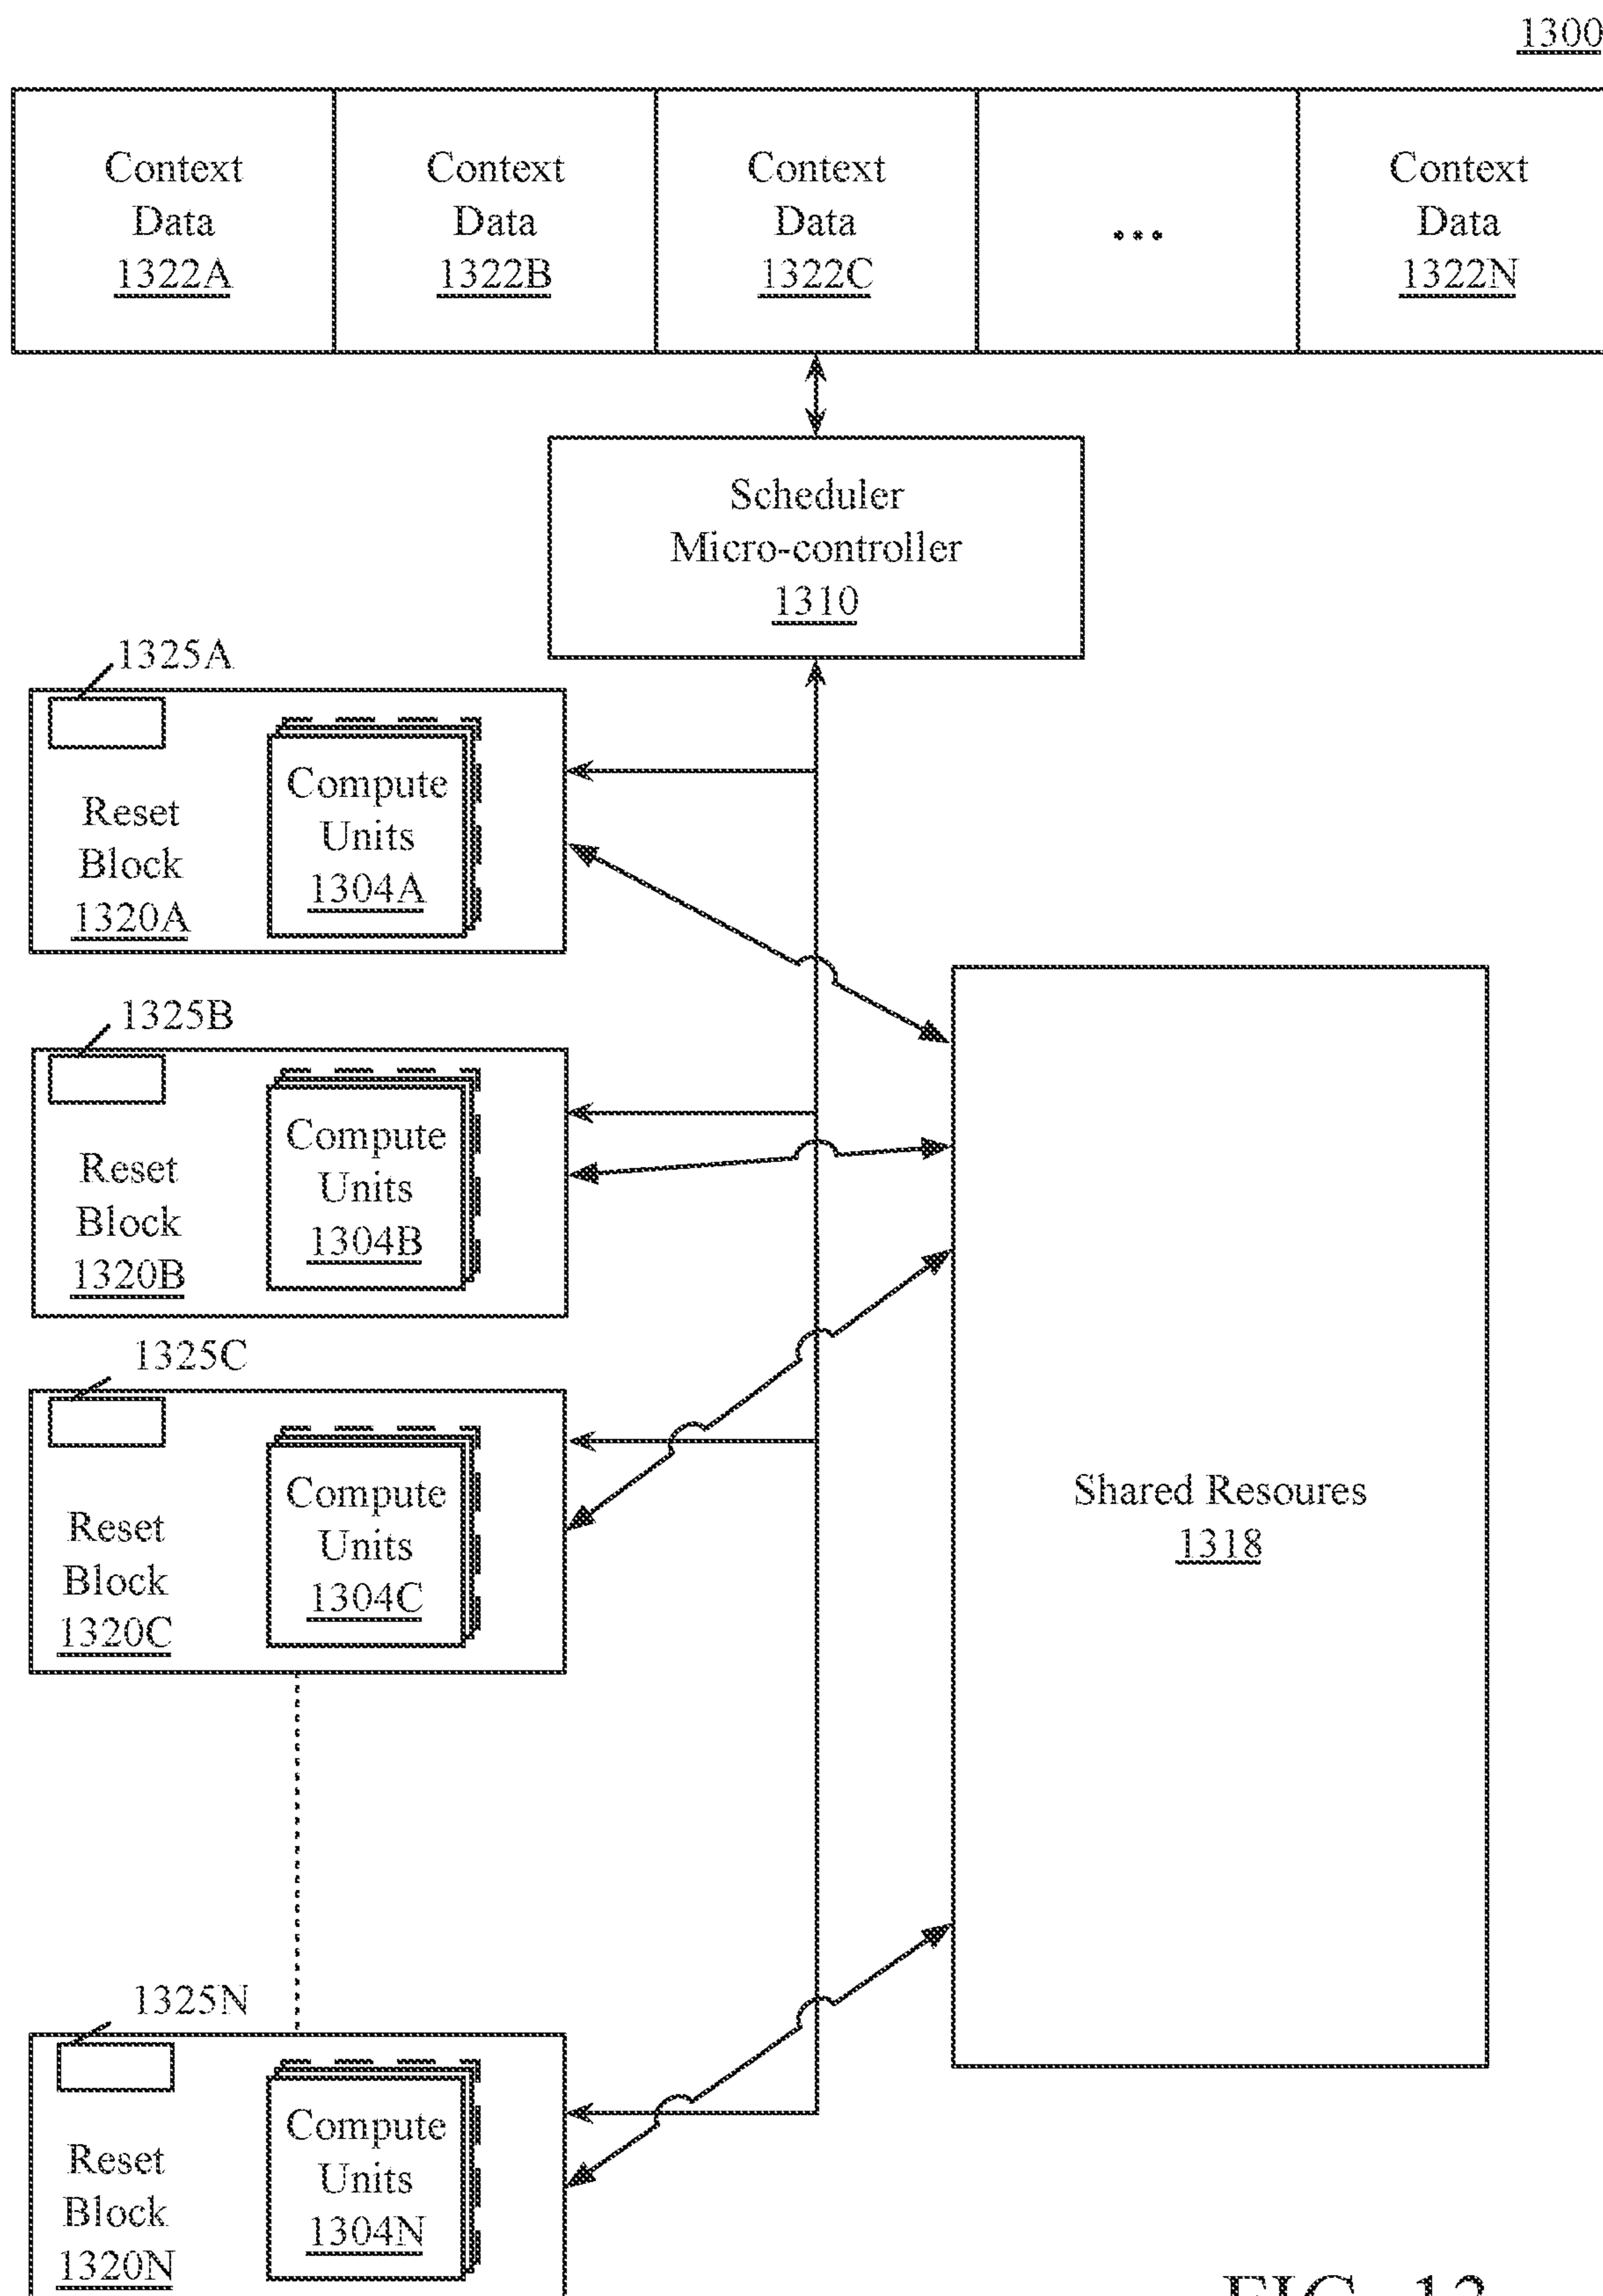 1300
Context
Data
1322A
Context
Data
1322B
Context
Data
1322C
...
Context
Data
1322N
Scheduler
Micro-controller
1310
1325A
Reset
Block
1320A
Compute
Units
1304A
1325B
Reset
Block
1320B
Compute
Units
1304B
1325C
Reset
Block
1320C
Compute
Units
1304C
Shared Resoures
1318
1325N
Reset
Block
1320N
Compute
Units
1304N
FIG. 13